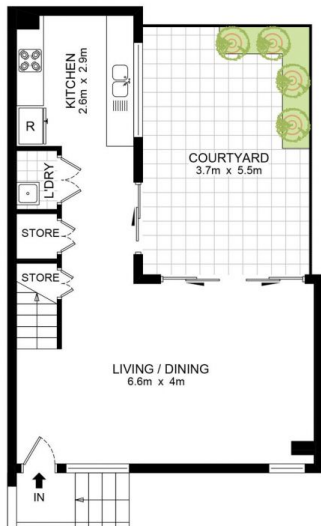 KITCHEN
2.6m x 2.9m
R
COURTYARD
3.7m x 5.5m
L'DRY
STORE
STORE
LIVING / DINING
6.6m x 4m
IN